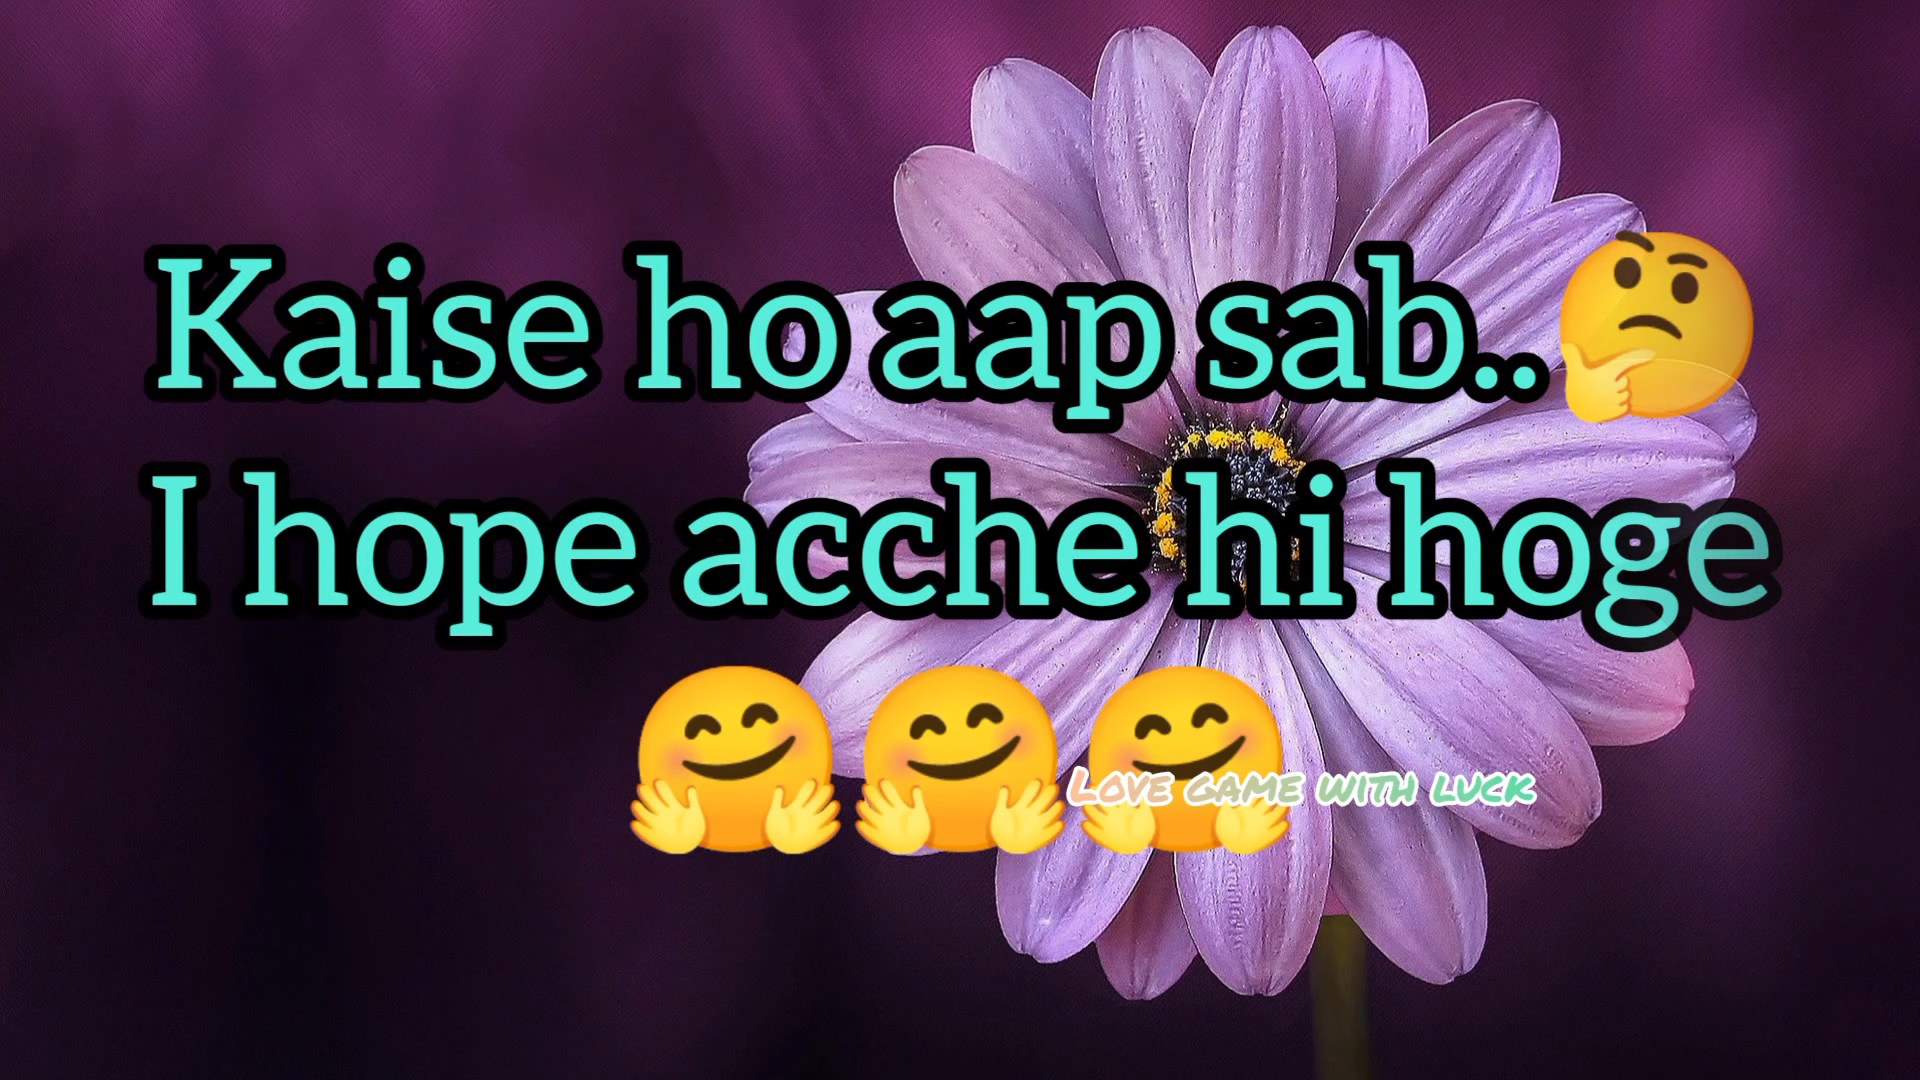 Kaise ho aap sab..🤔
I hope acche hi hoge
🤗🤗🤗
Love game with luck